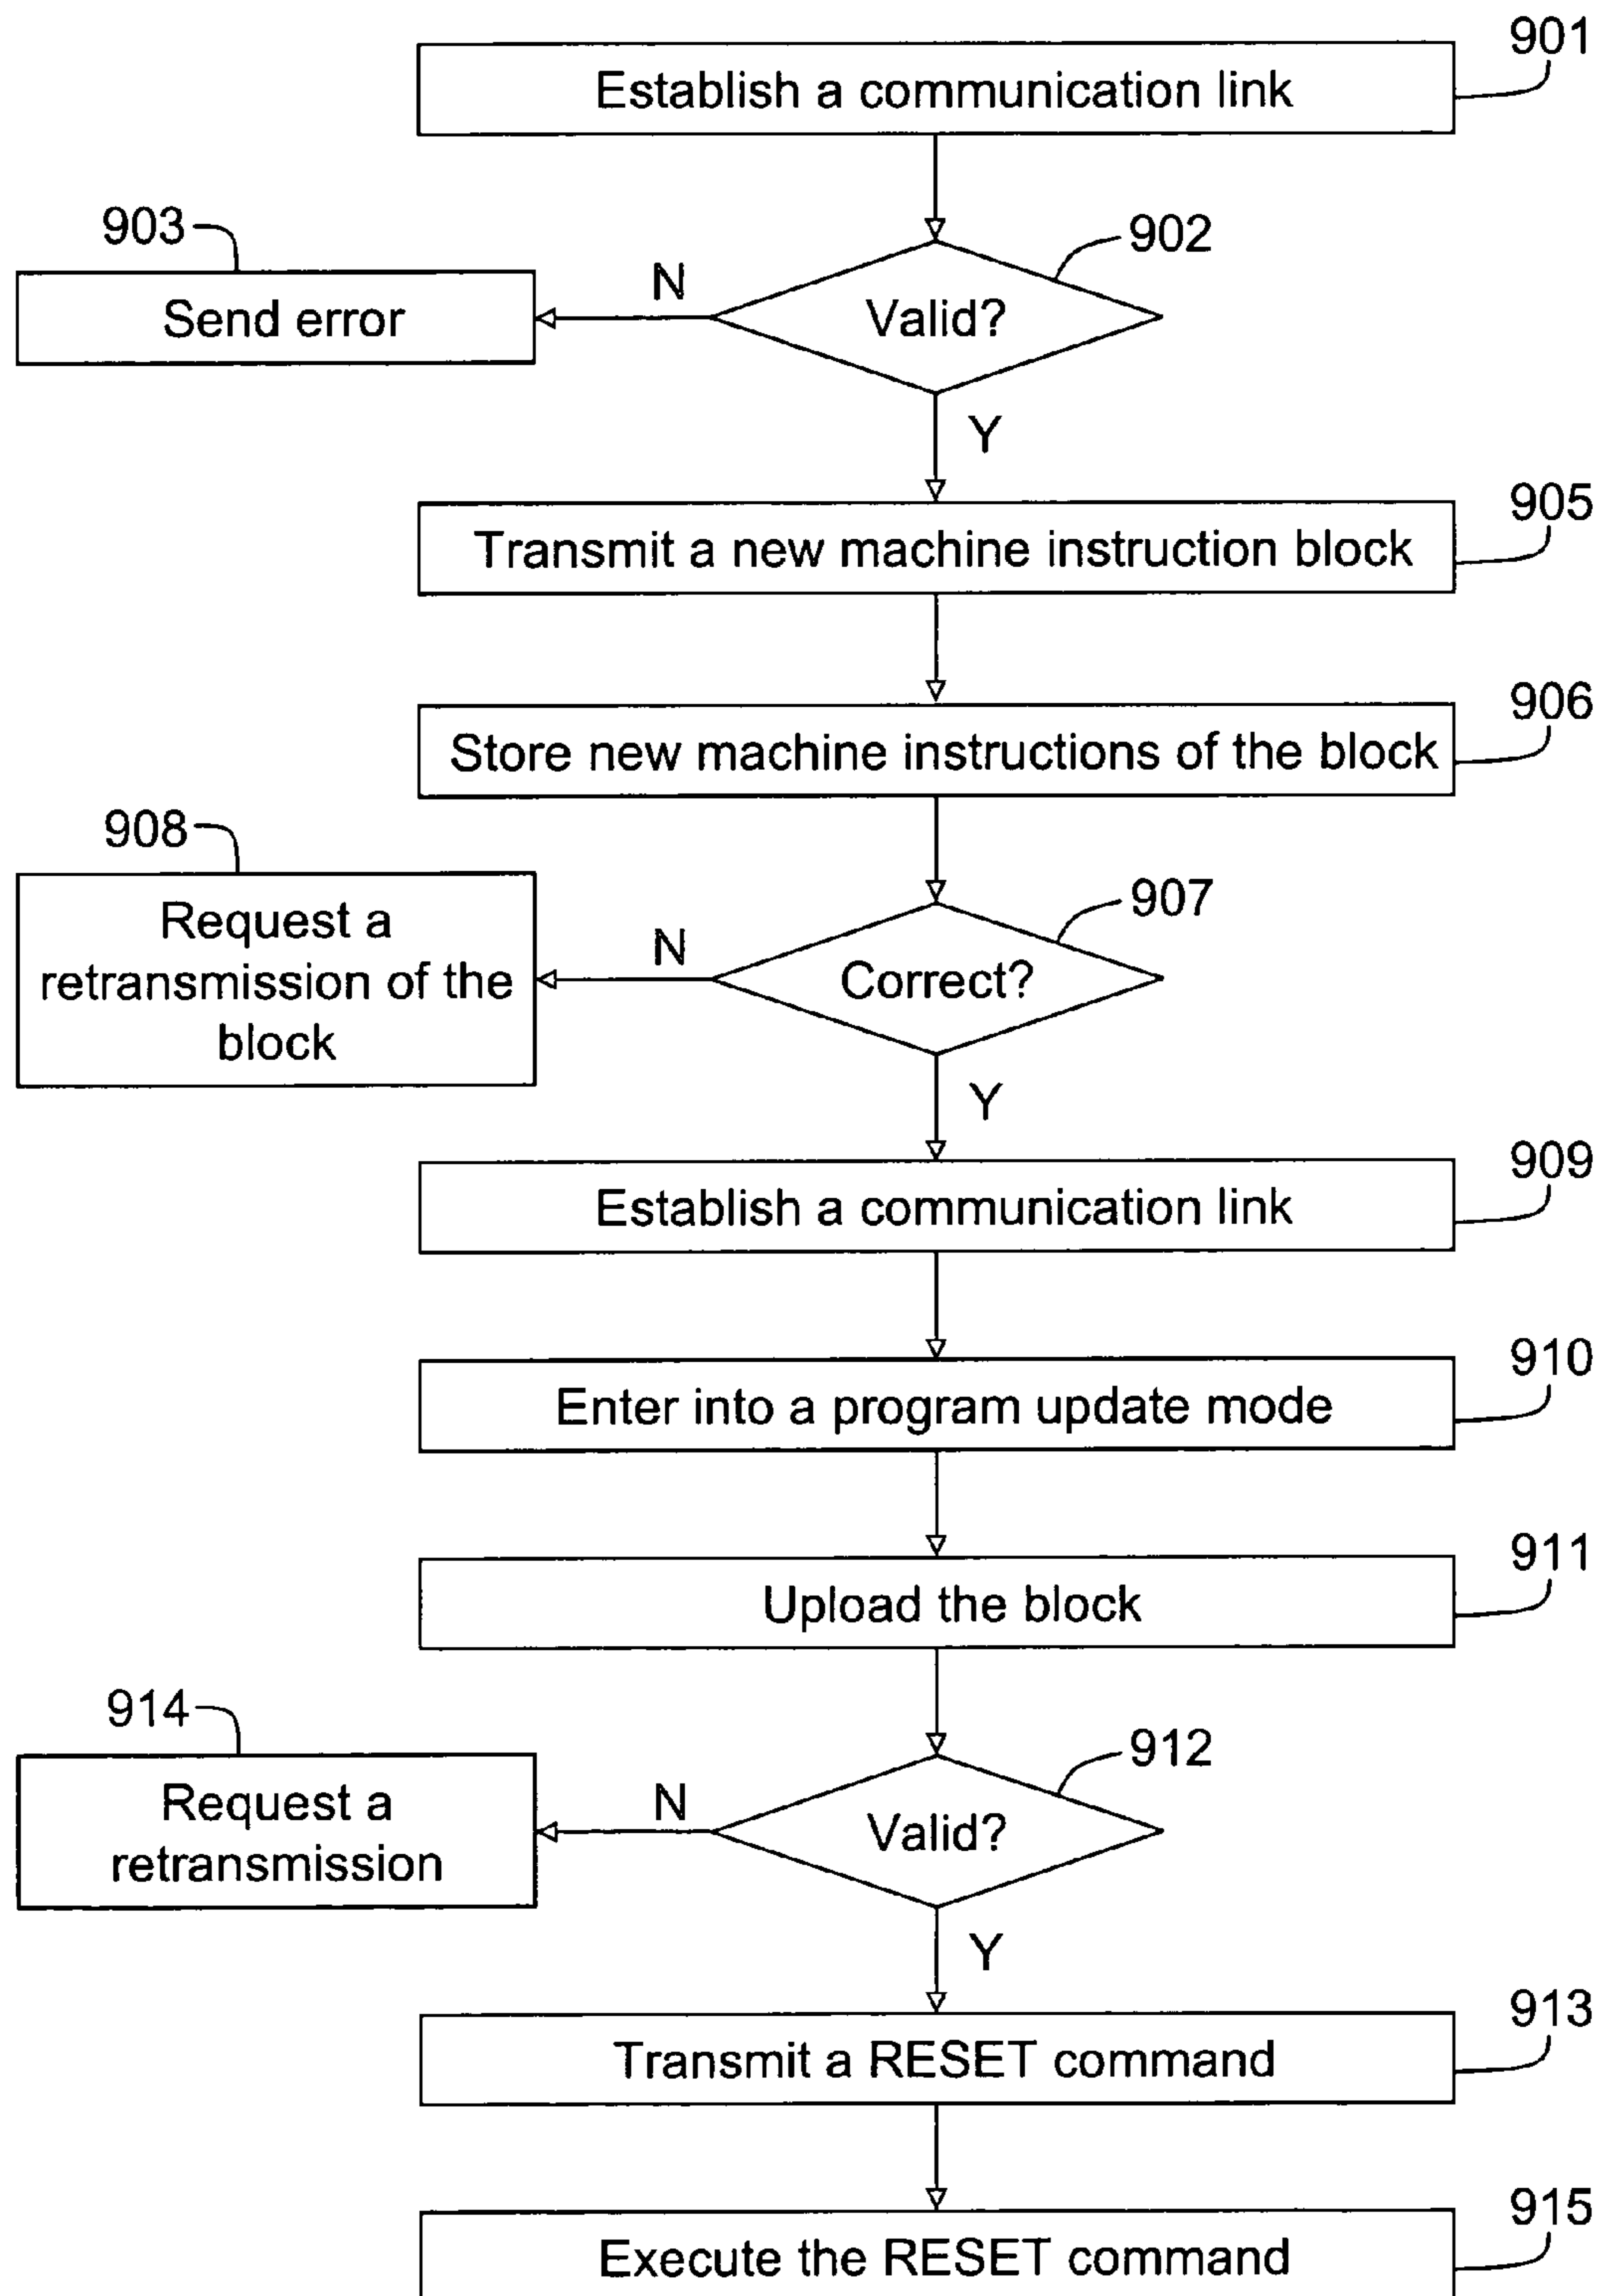 901
Establish a communication link
903
902
N
Send error
Valid?
Y
905
Transmit a new machine instruction block
906
Store new machine instructions of the block
908
907
Request a
retransmission of the
block
N
Correct?
Y
909
Establish a communication link
910
Enter into a program update mode
911
Upload the block
914
912
Request a
retransmission
N
Valid?
Y
913
Transmit a RESET command
915
Execute the RESET command